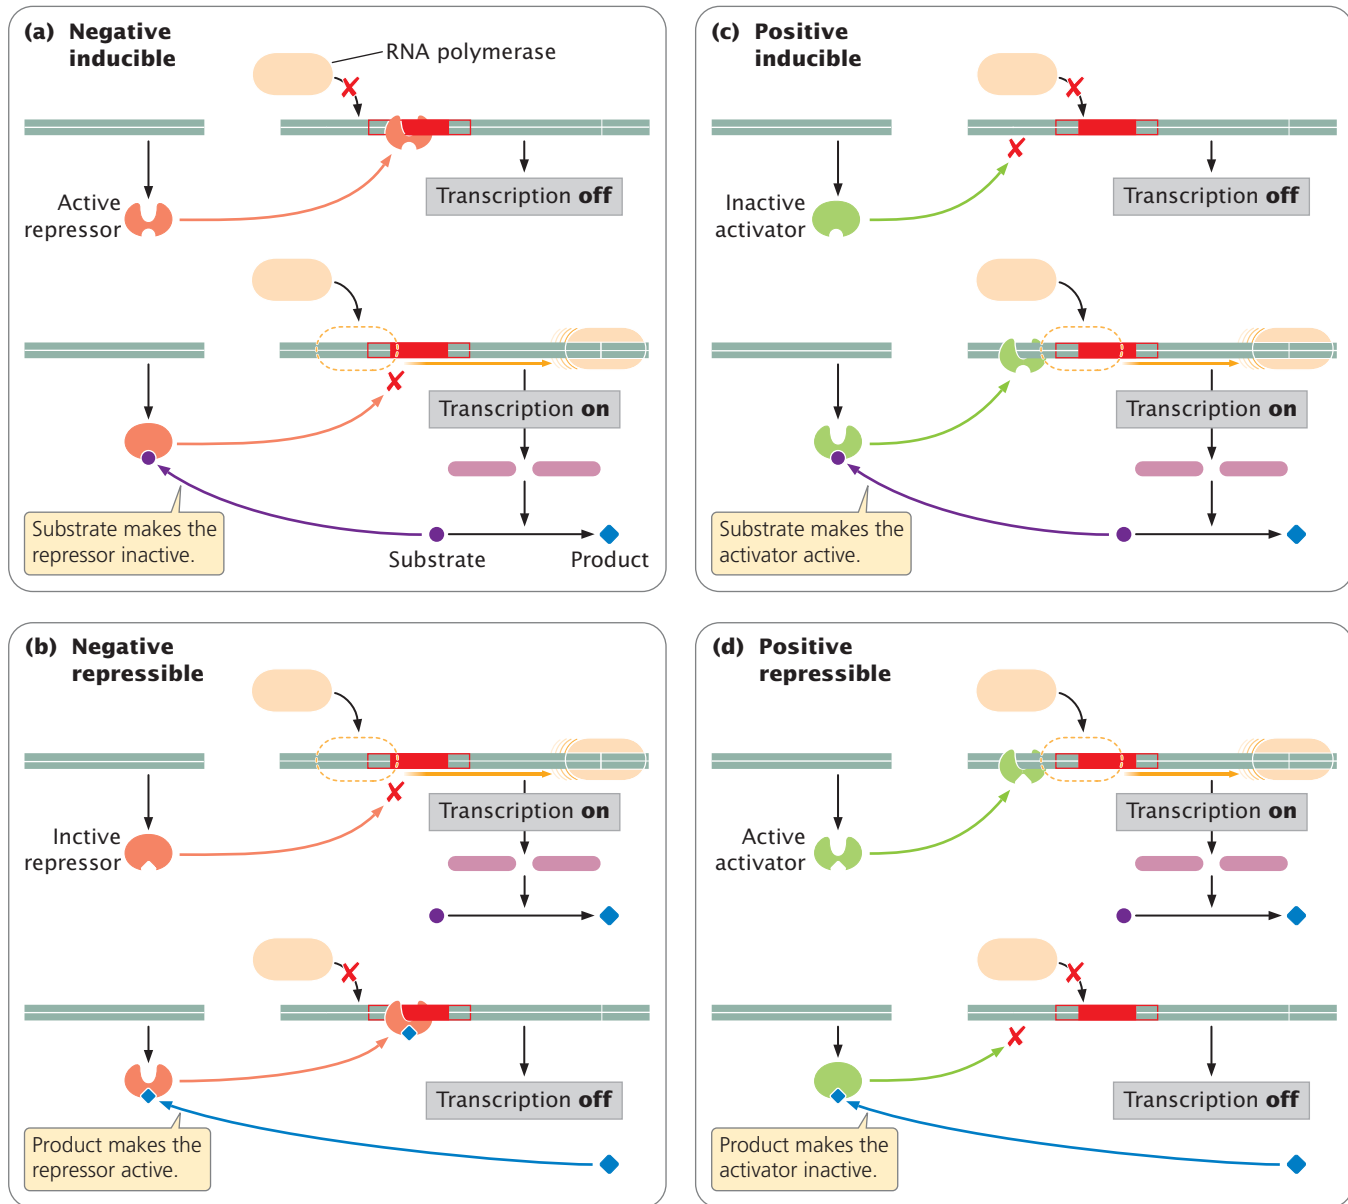 (a) Negative
inducible
RNA polymerase
Active
repressor
Transcription off
Transcription on
Substrate makes the
repressor inactive.
Substrate
Product
(c) Positive
inducible
Inactive
activator
Transcription off
Transcription on
Substrate makes the
activator active.
(b) Negative
repressible
Inctive
repressor
Transcription on
Transcription off
Product makes the
repressor active.
(d) Positive
repressible
Active
activator
Transcription on
Transcription off
Product makes the
activator inactive.